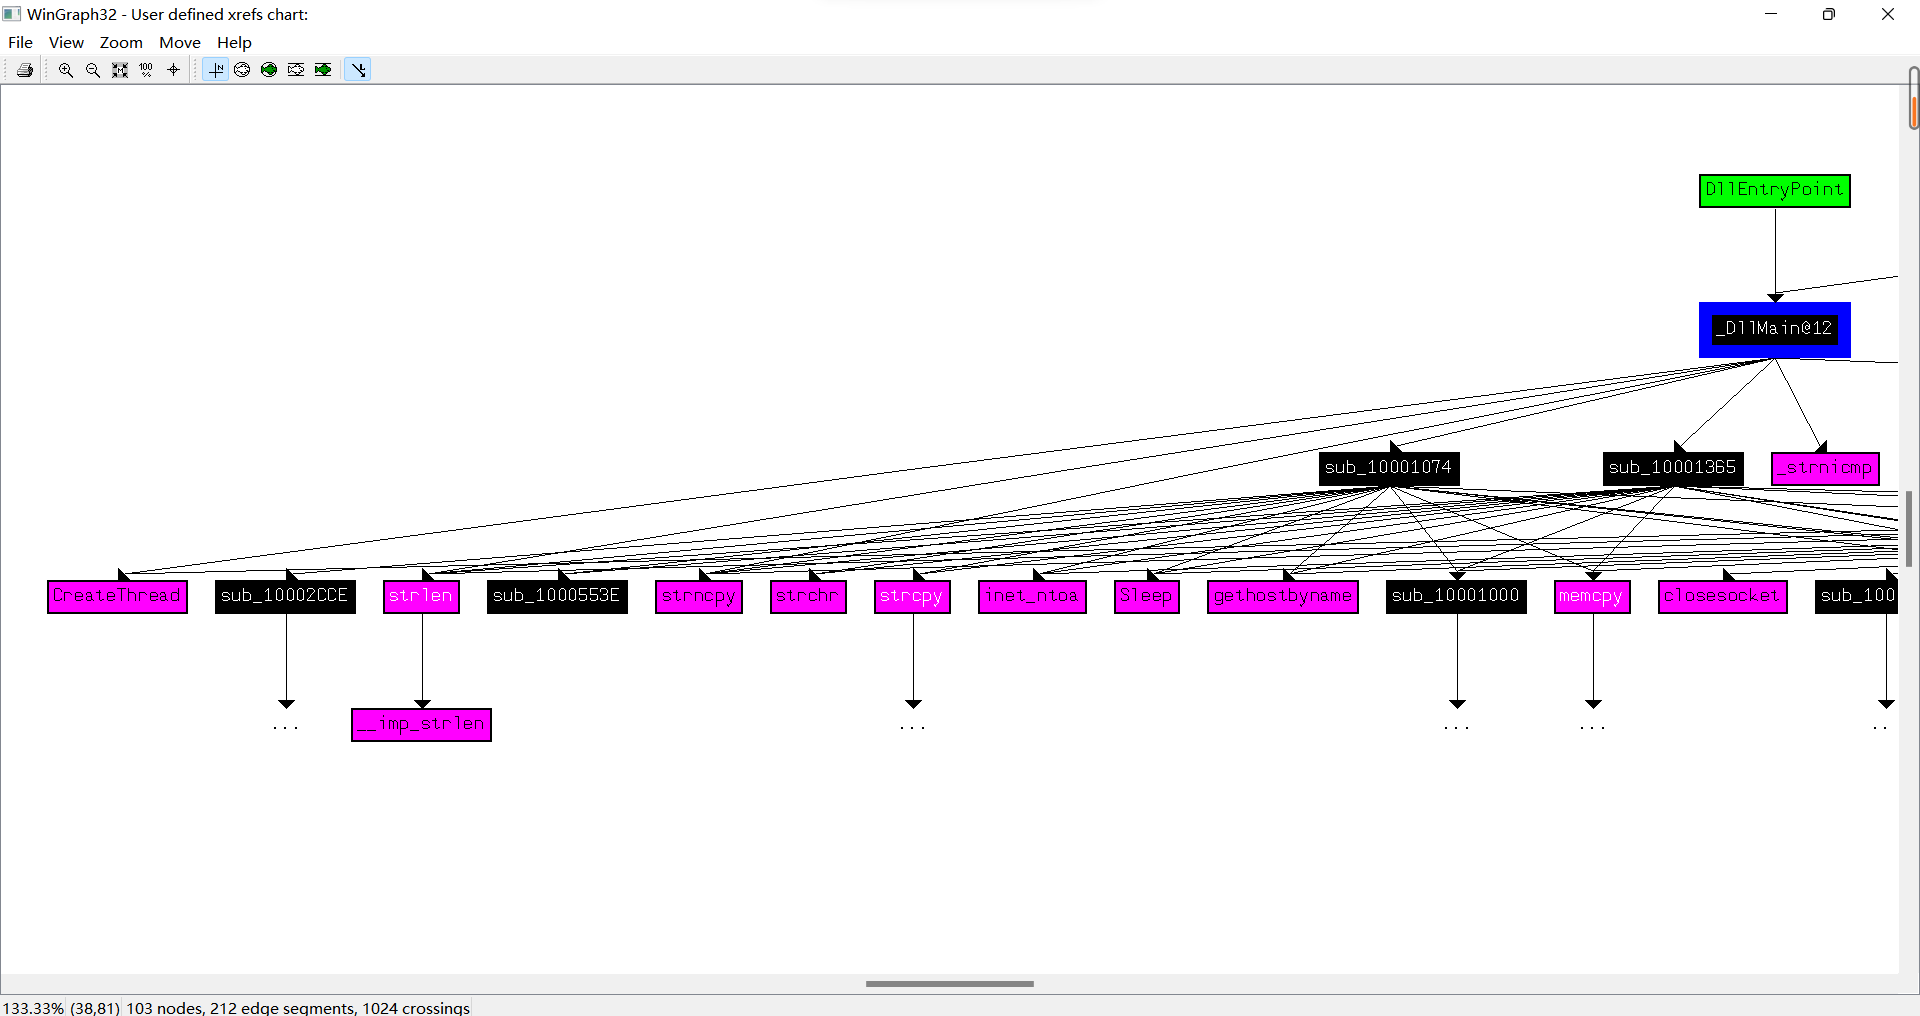 WinGraph32 - User defined xrefs chart:
File View Zoom Move Help
100 %
N
DllEntryPoint
_DllMain@12
sub_10001074 sub_10001365 _strnicmp
CreateThread sub_10002CCE strlen sub_1000553E strncpy strchr strcpy inet_ntoa Sleep gethostbyname sub_10001000 memcpy closesocket sub_100
... __imp_strlen ... ... ... ..
133.33% (38,81) 103 nodes, 212 edge segments, 1024 crossings